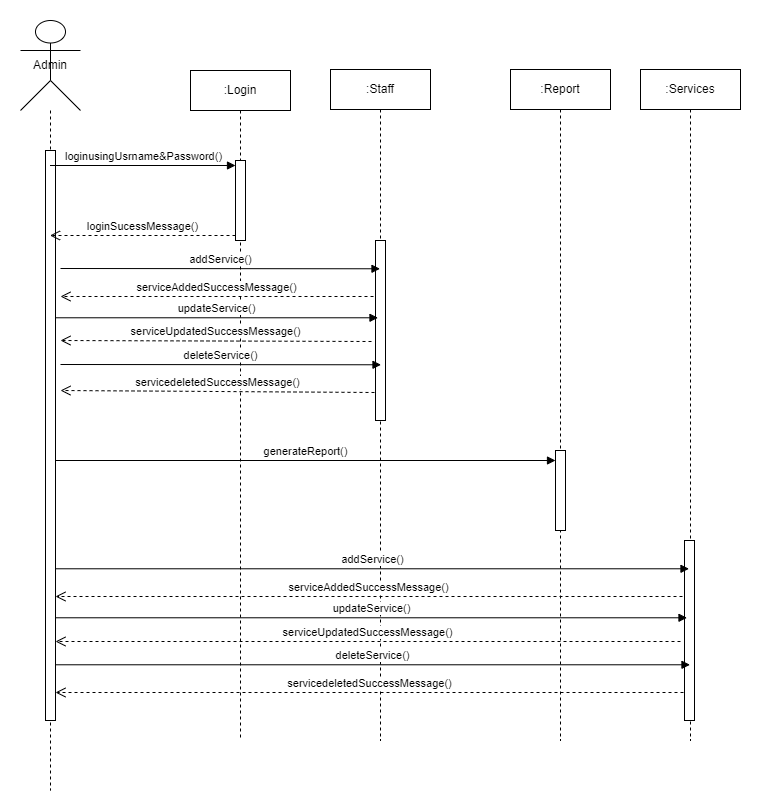 Admin
:Login
:Staff
:Report
:Services
loginusingUsrname&Password()
loginSucessMessage()
addService()
serviceAddedSuccessMessage()
updateService()
serviceUpdatedSuccessMessage()
deleteService()
servicedeletedSuccessMessage()
generateReport()
addService()
serviceAddedSuccessMessage()
updateService()
serviceUpdatedSuccessMessage()
deleteService()
servicedeletedSuccessMessage()